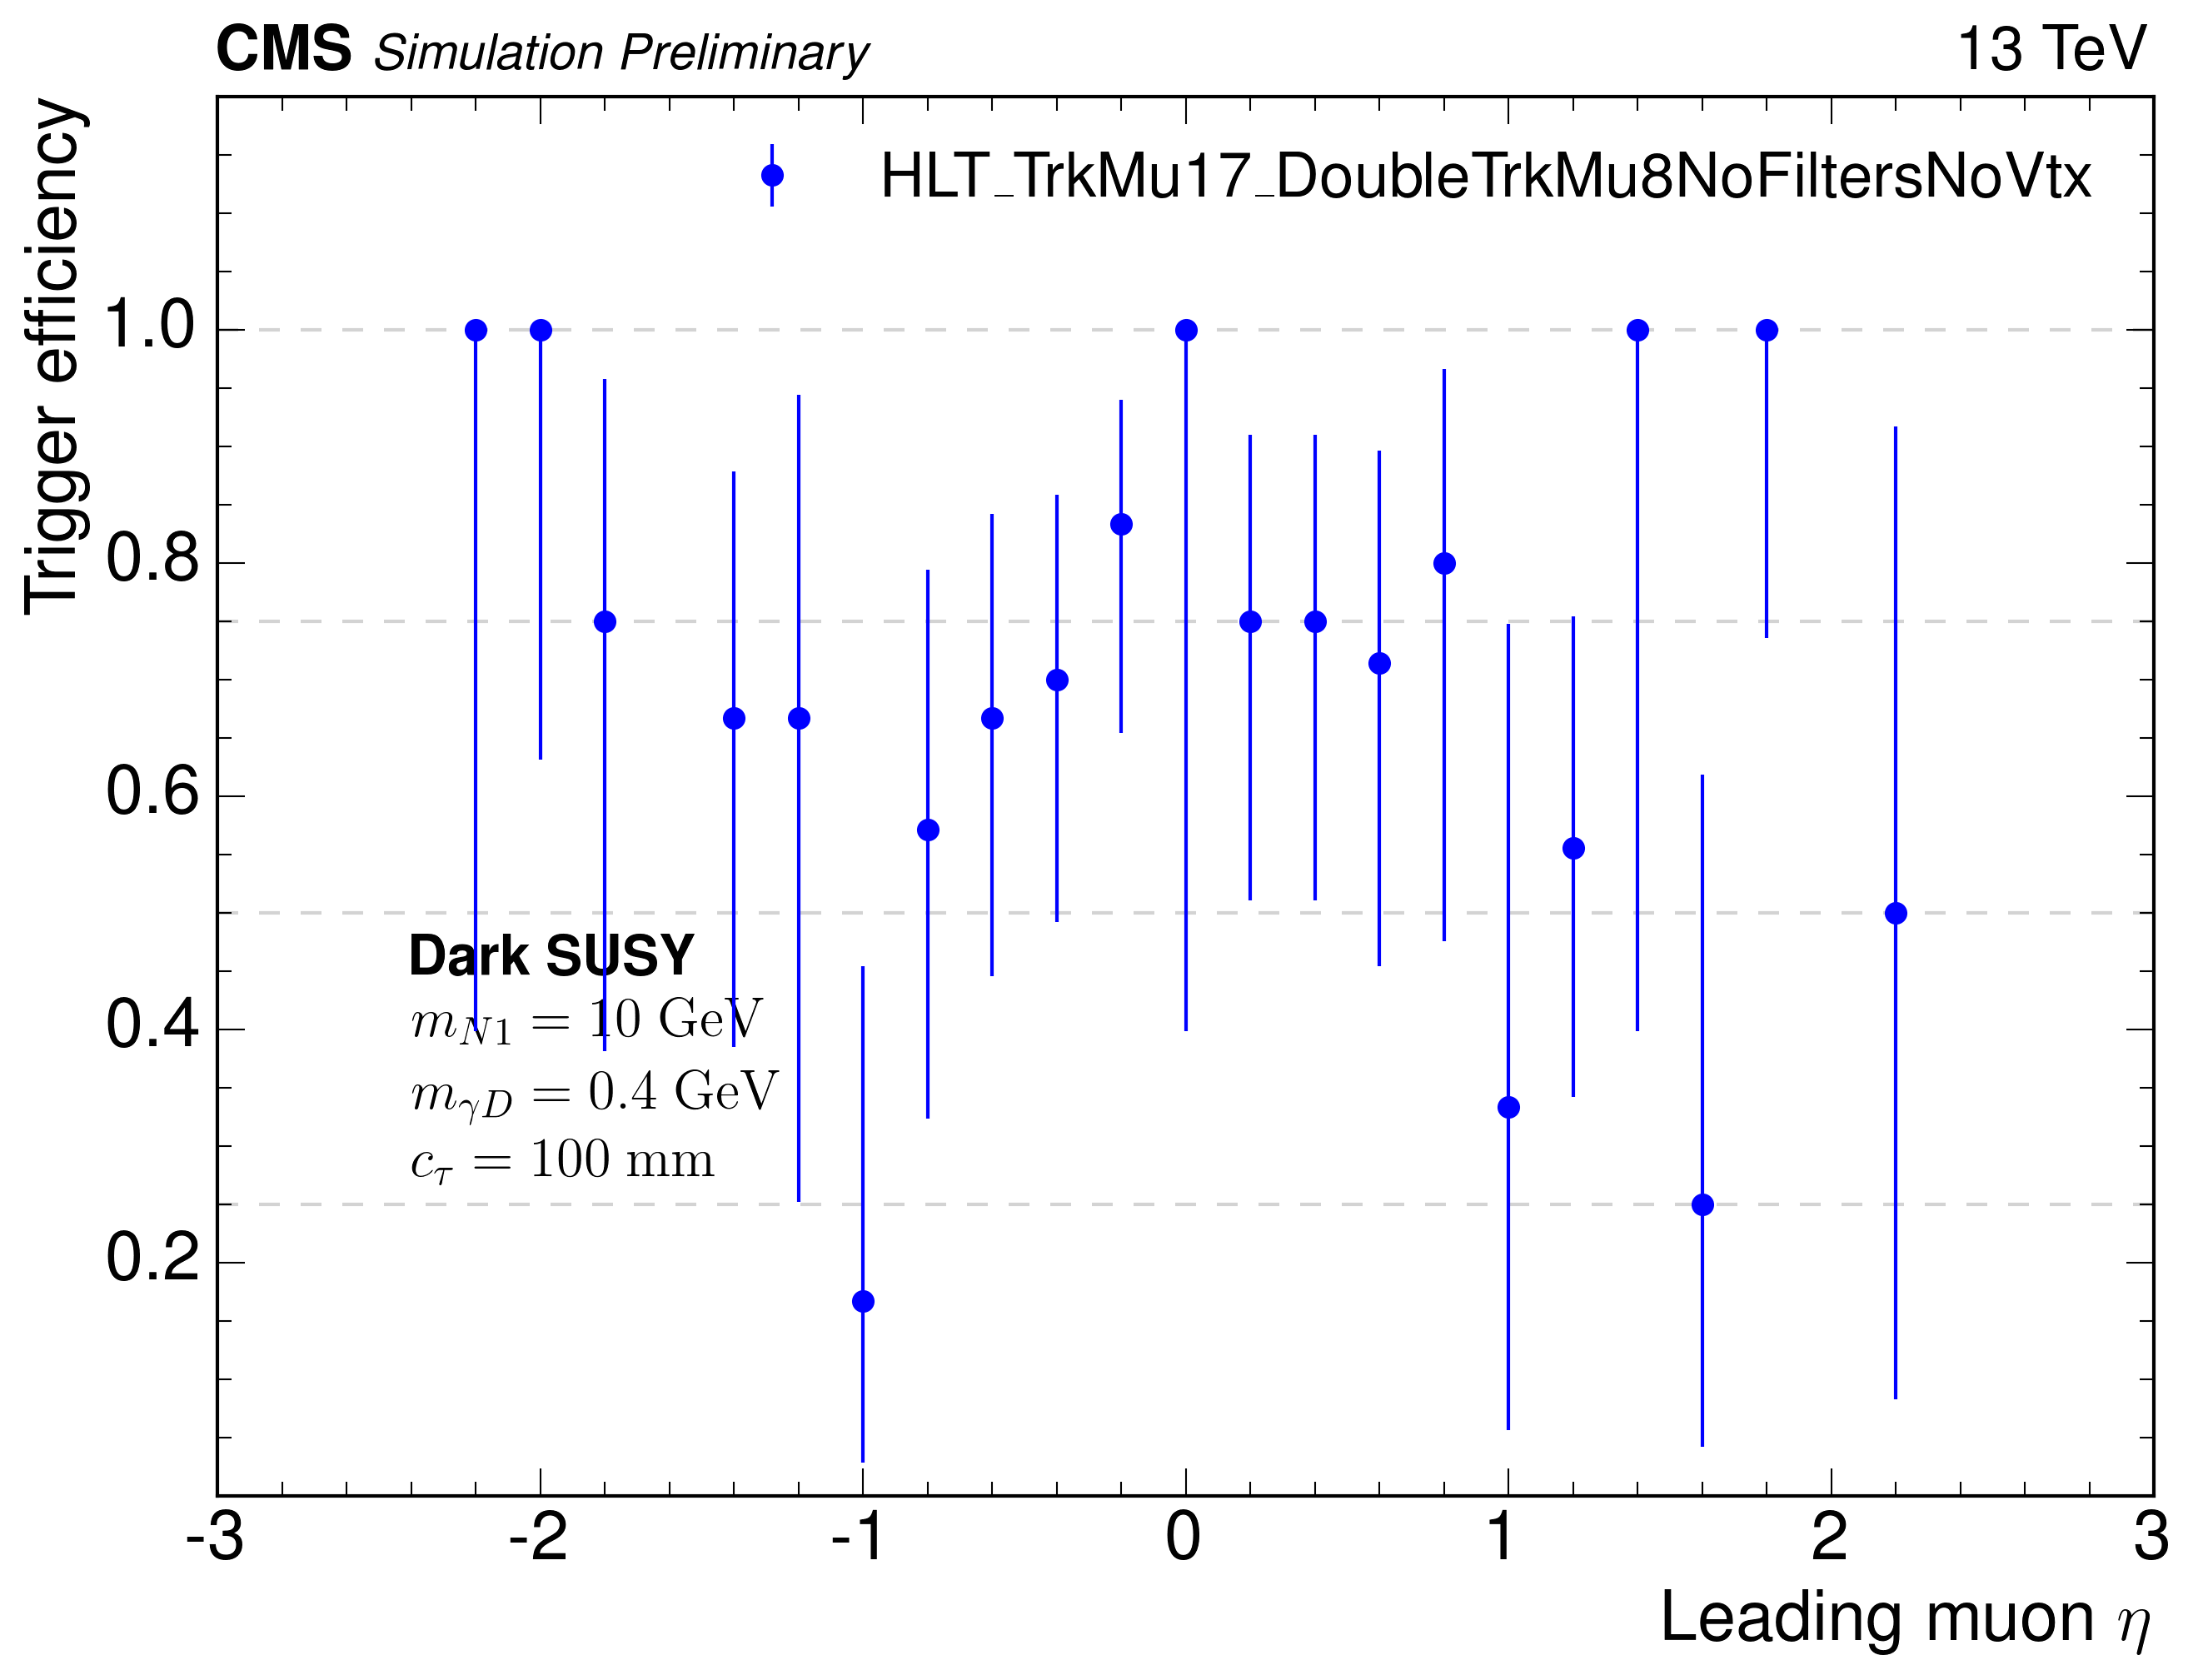 CMS Simulation Preliminary 13 TeV
Trigger efficiency
HLT_TrkMu17_DoubleTrkMu8NoFiltersNoVtx
1.0
0.8
0.6
0.4
0.2
Dark SUSY
m_{N1} = 10 GeV
m_{γD} = 0.4 GeV
c_τ = 100 mm
-3 -2 -1 0 1 2 3
Leading muon η